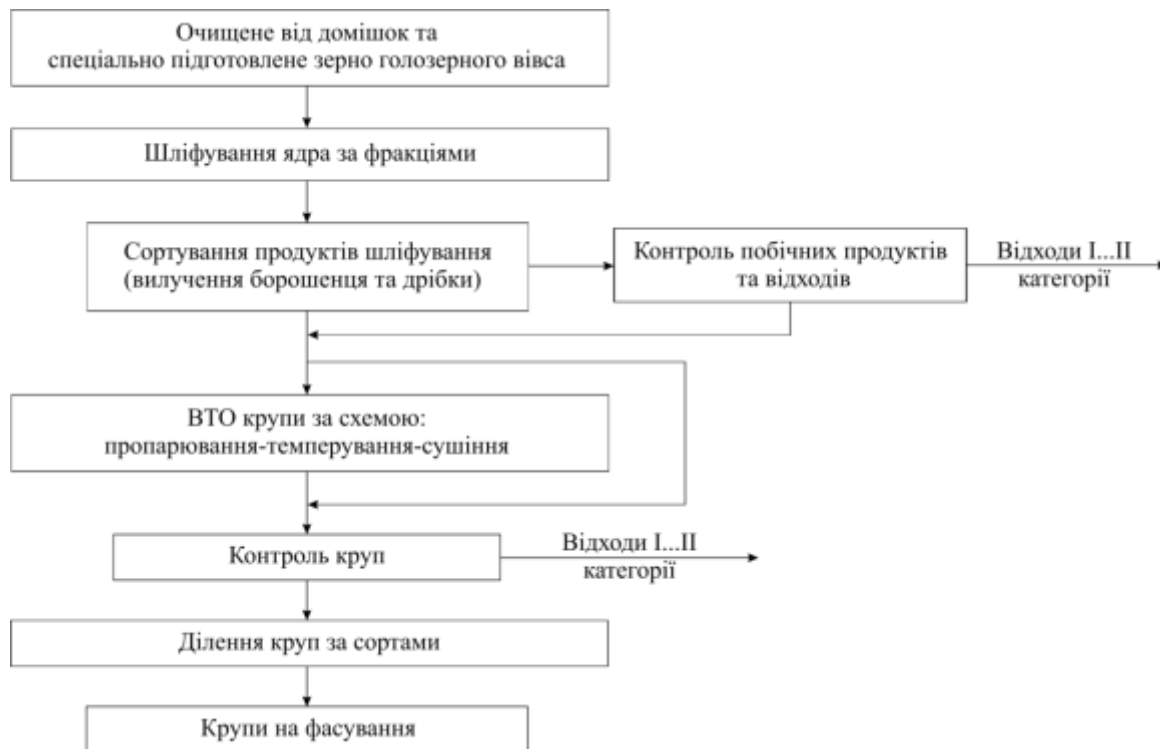 Очищене від домішок та
спеціально підготовлене зерно голозерного вівса
Шліфування ядра за фракціями
Сортування продуктів шліфування
(вилучення борошенця та дрібки)
Контроль побічних продуктів
та відходів
Відходи I...II
категорії
ВТО крупи за схемою:
пропарювання-темперування-сушіння
Контроль круп
Відходи I...II
категорії
Ділення круп за сортами
Крупи на фасування